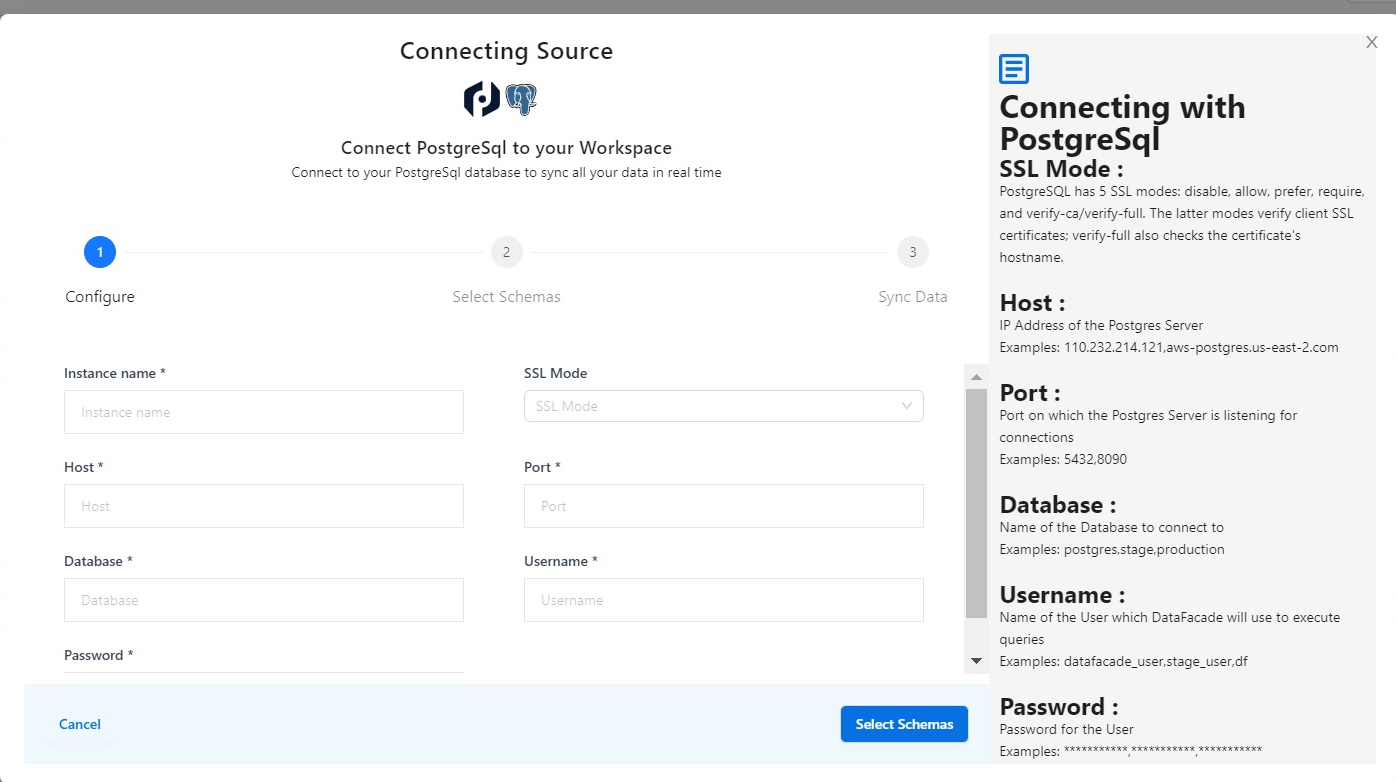 Connecting Source
Connect PostgreSql to your Workspace
Connect to your PostgreSql database to sync all your data in real time
1
2
3
Configure
Select Schemas
Sync Data
Instance name *
SSL Mode
Instance name
SSL Mode
Host *
Port *
Host
Port
Database *
Username *
Database
Username
Password *
Cancel
Select Schemas
X
Connecting with
PostgreSql
SSL Mode :
PostgreSQL has 5 SSL modes: disable, allow, prefer, require,
and verify-ca/verify-full. The latter modes verify client SSL
certificates; verify-full also checks the certificate's
hostname.
Host :
IP Address of the Postgres Server
Examples: 110.232.214.121,aws-postgres.us-east-2.com
Port :
Port on which the Postgres Server is listening for
connections
Examples: 5432,8090
Database :
Name of the Database to connect to
Examples: postgres,stage,production
Username :
Name of the User which DataFacade will use to execute
queries
Examples: datafacade_user,stage_user,df
Password :
Password for the User
Examples: ***********,***********,***********